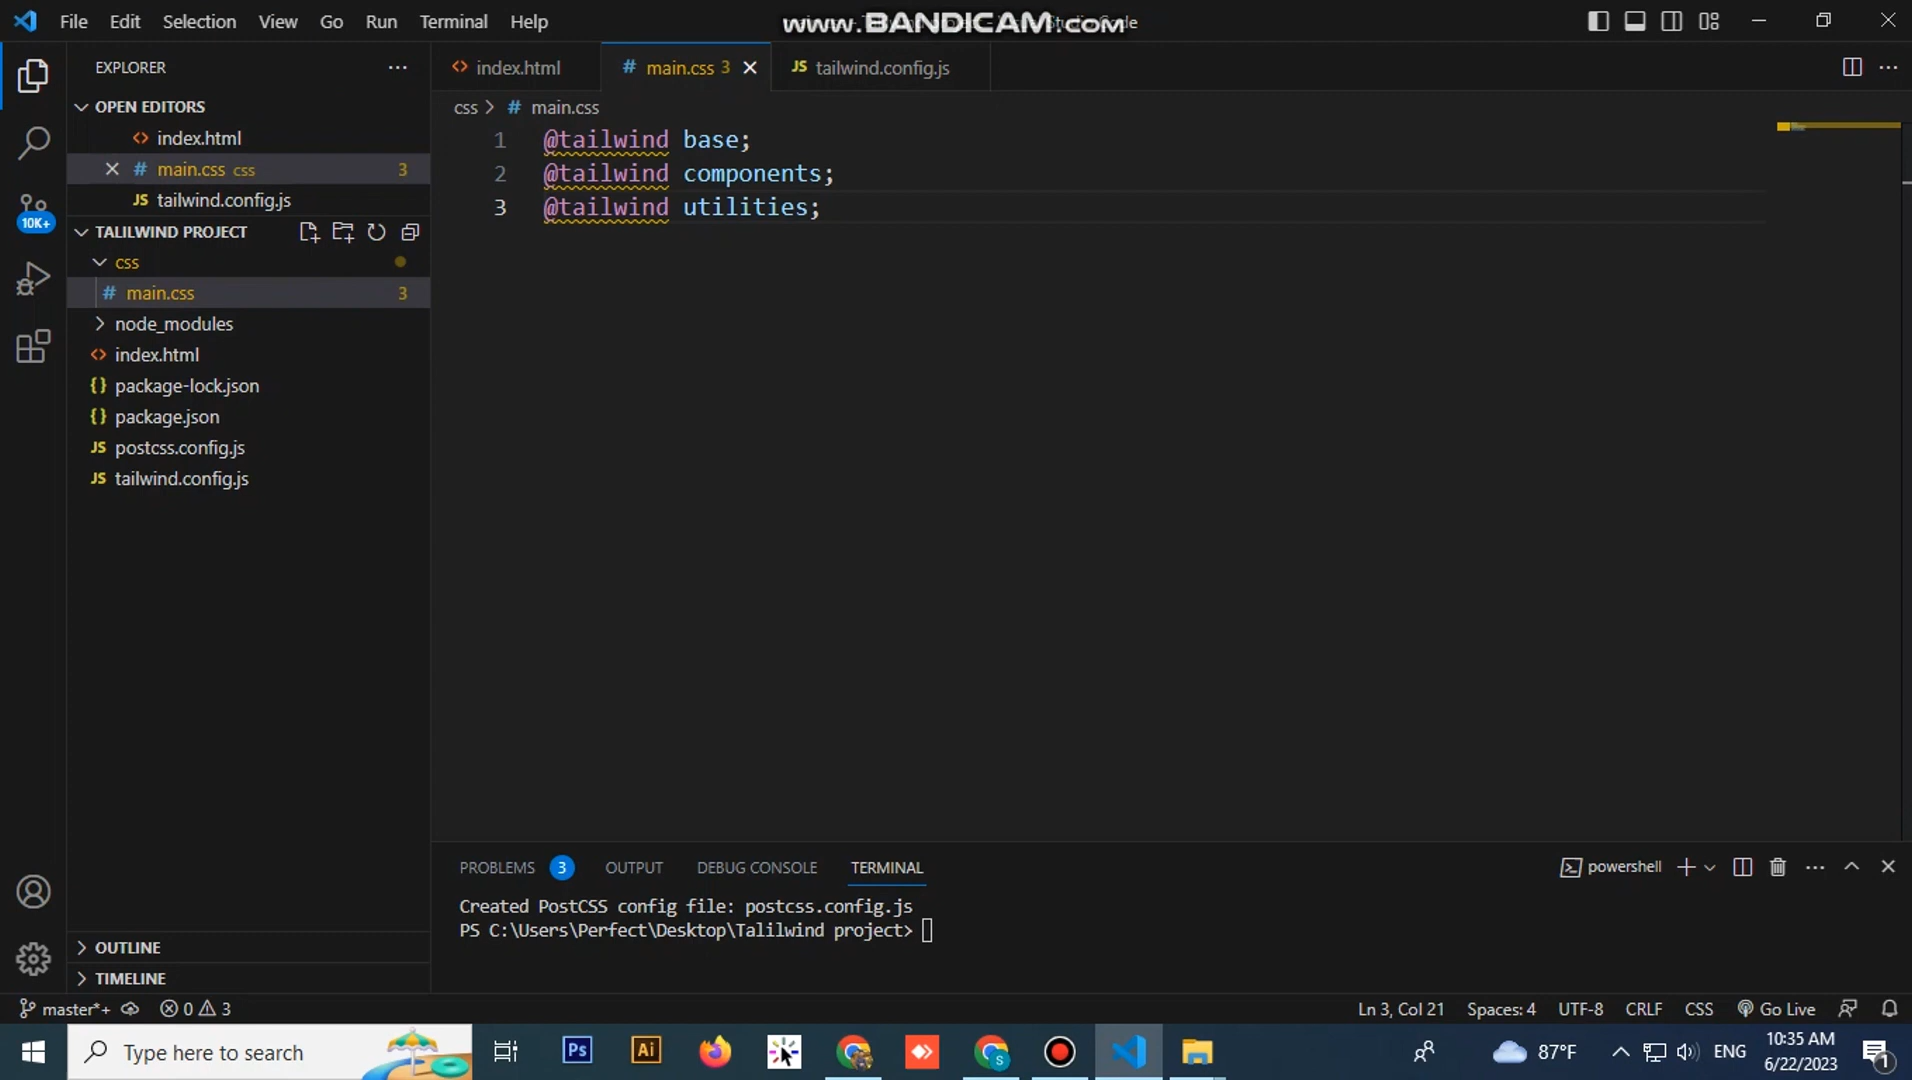 File Edit Selection View Go Run Terminal Help
www.BANDICAM.com
EXPLORER
OPEN EDITORS
index.html
main.css css 3
tailwind.config.js
10K+
TALILWIND PROJECT
css
main.css 3
node_modules
index.html
package-lock.json
package.json
postcss.config.js
tailwind.config.js
OUTLINE
TIMELINE
index.html
main.css 3
tailwind.config.js
css > # main.css
1 @tailwind base;
2 @tailwind components;
3 @tailwind utilities;
PROBLEMS 3 OUTPUT DEBUG CONSOLE TERMINAL
powershell
Created PostCSS config file: postcss.config.js
PS C:\Users\Perfect\Desktop\Talilwind project>
master*+ 0 3
Ln 3, Col 21 Spaces: 4 UTF-8 CRLF CSS Go Live
Type here to search
Ps
Ai
S
87°F
ENG
10:35 AM
6/22/2023
1